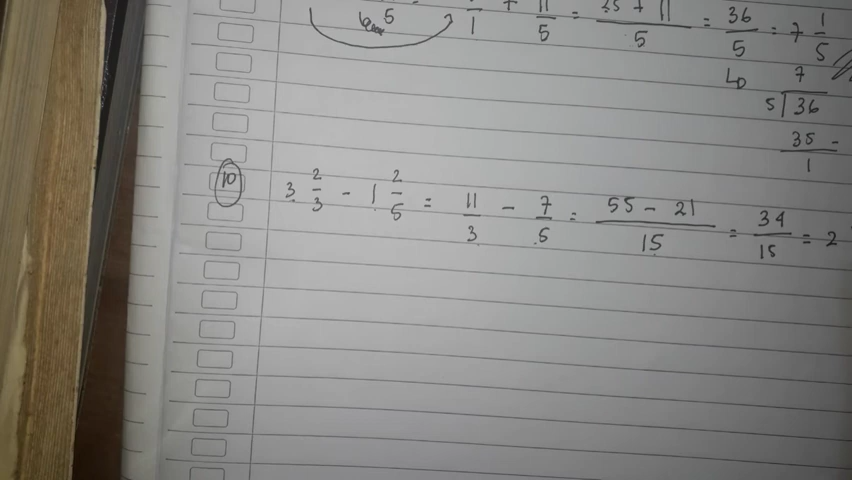 5 1 + 11/5 = 35 + 11/5 = 36/5 = 7 1/5
7
5 36
35 -
1
10 3 2/3 - 1 2/5 = 11/3 - 7/5 = 55 - 21/15 = 34/15 = 2